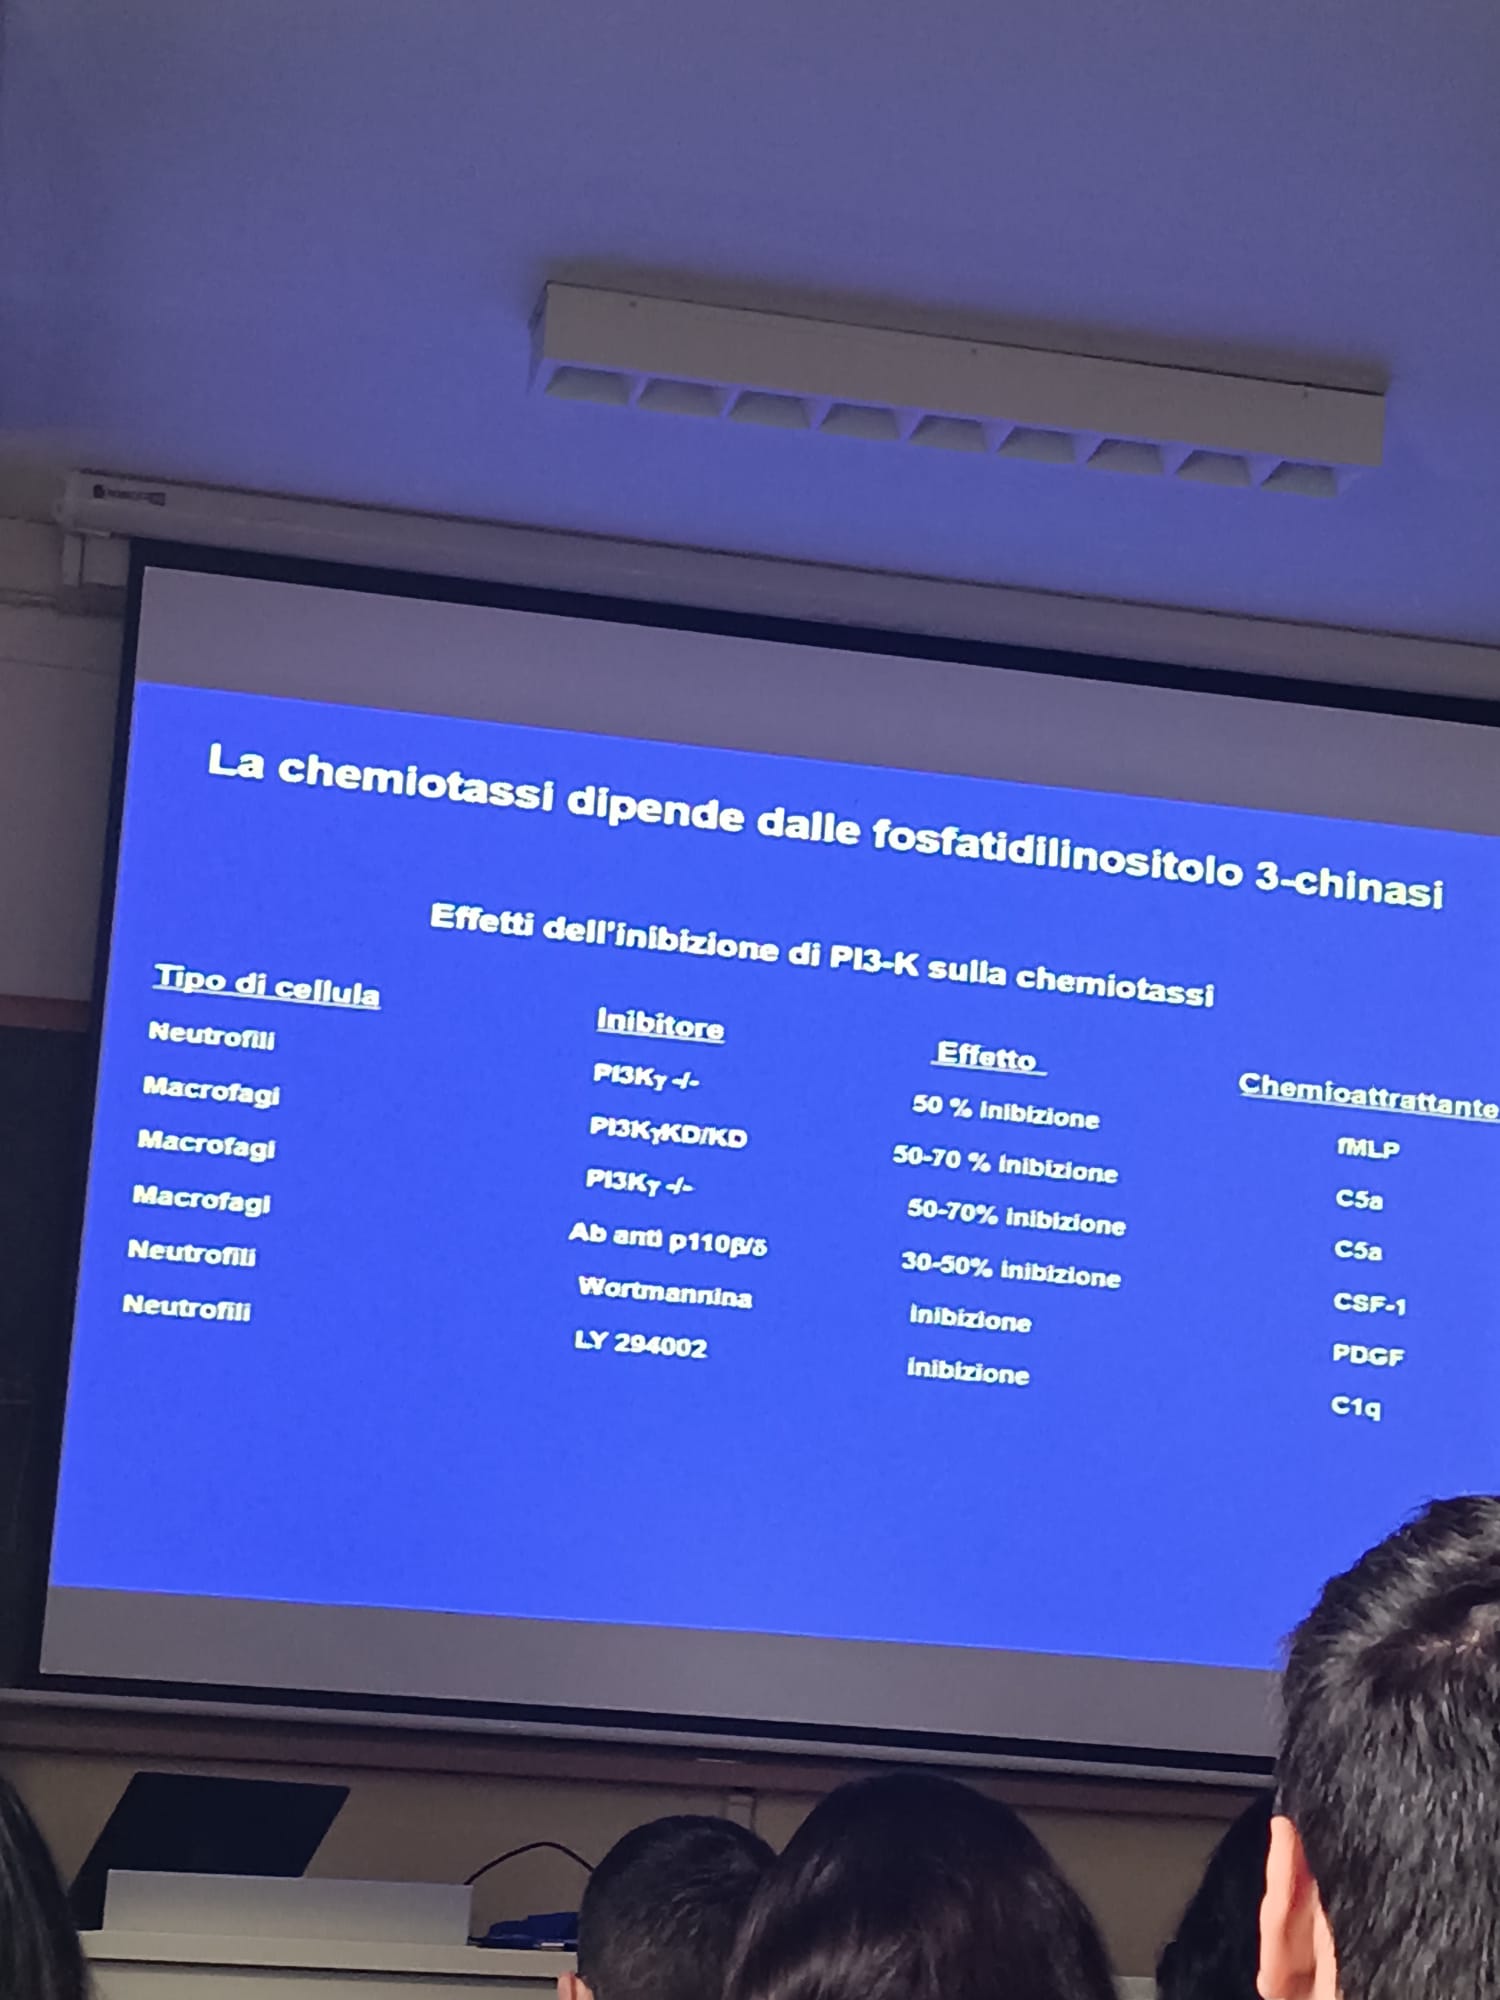 La chemiotassi dipende dalle fosfatidilinositolo 3-chinasi
Effetti dell'inibizione di PI3-K sulla chemiotassi
Tipo di cellula Inibitore Effetto Chemioattrattante
Neutrofili PI3Kγ -/- 50 % inibizione fMLP
Macrofagi PI3KγKD/KD 50-70 % inibizione C5a
Macrofagi PI3Kγ -/- 50-70% inibizione C5a
Macrofagi Ab anti p110β/δ 30-50% inibizione CSF-1
Neutrofili Wortmannina inibizione PDGF
Neutrofili LY 294002 inibizione C1q